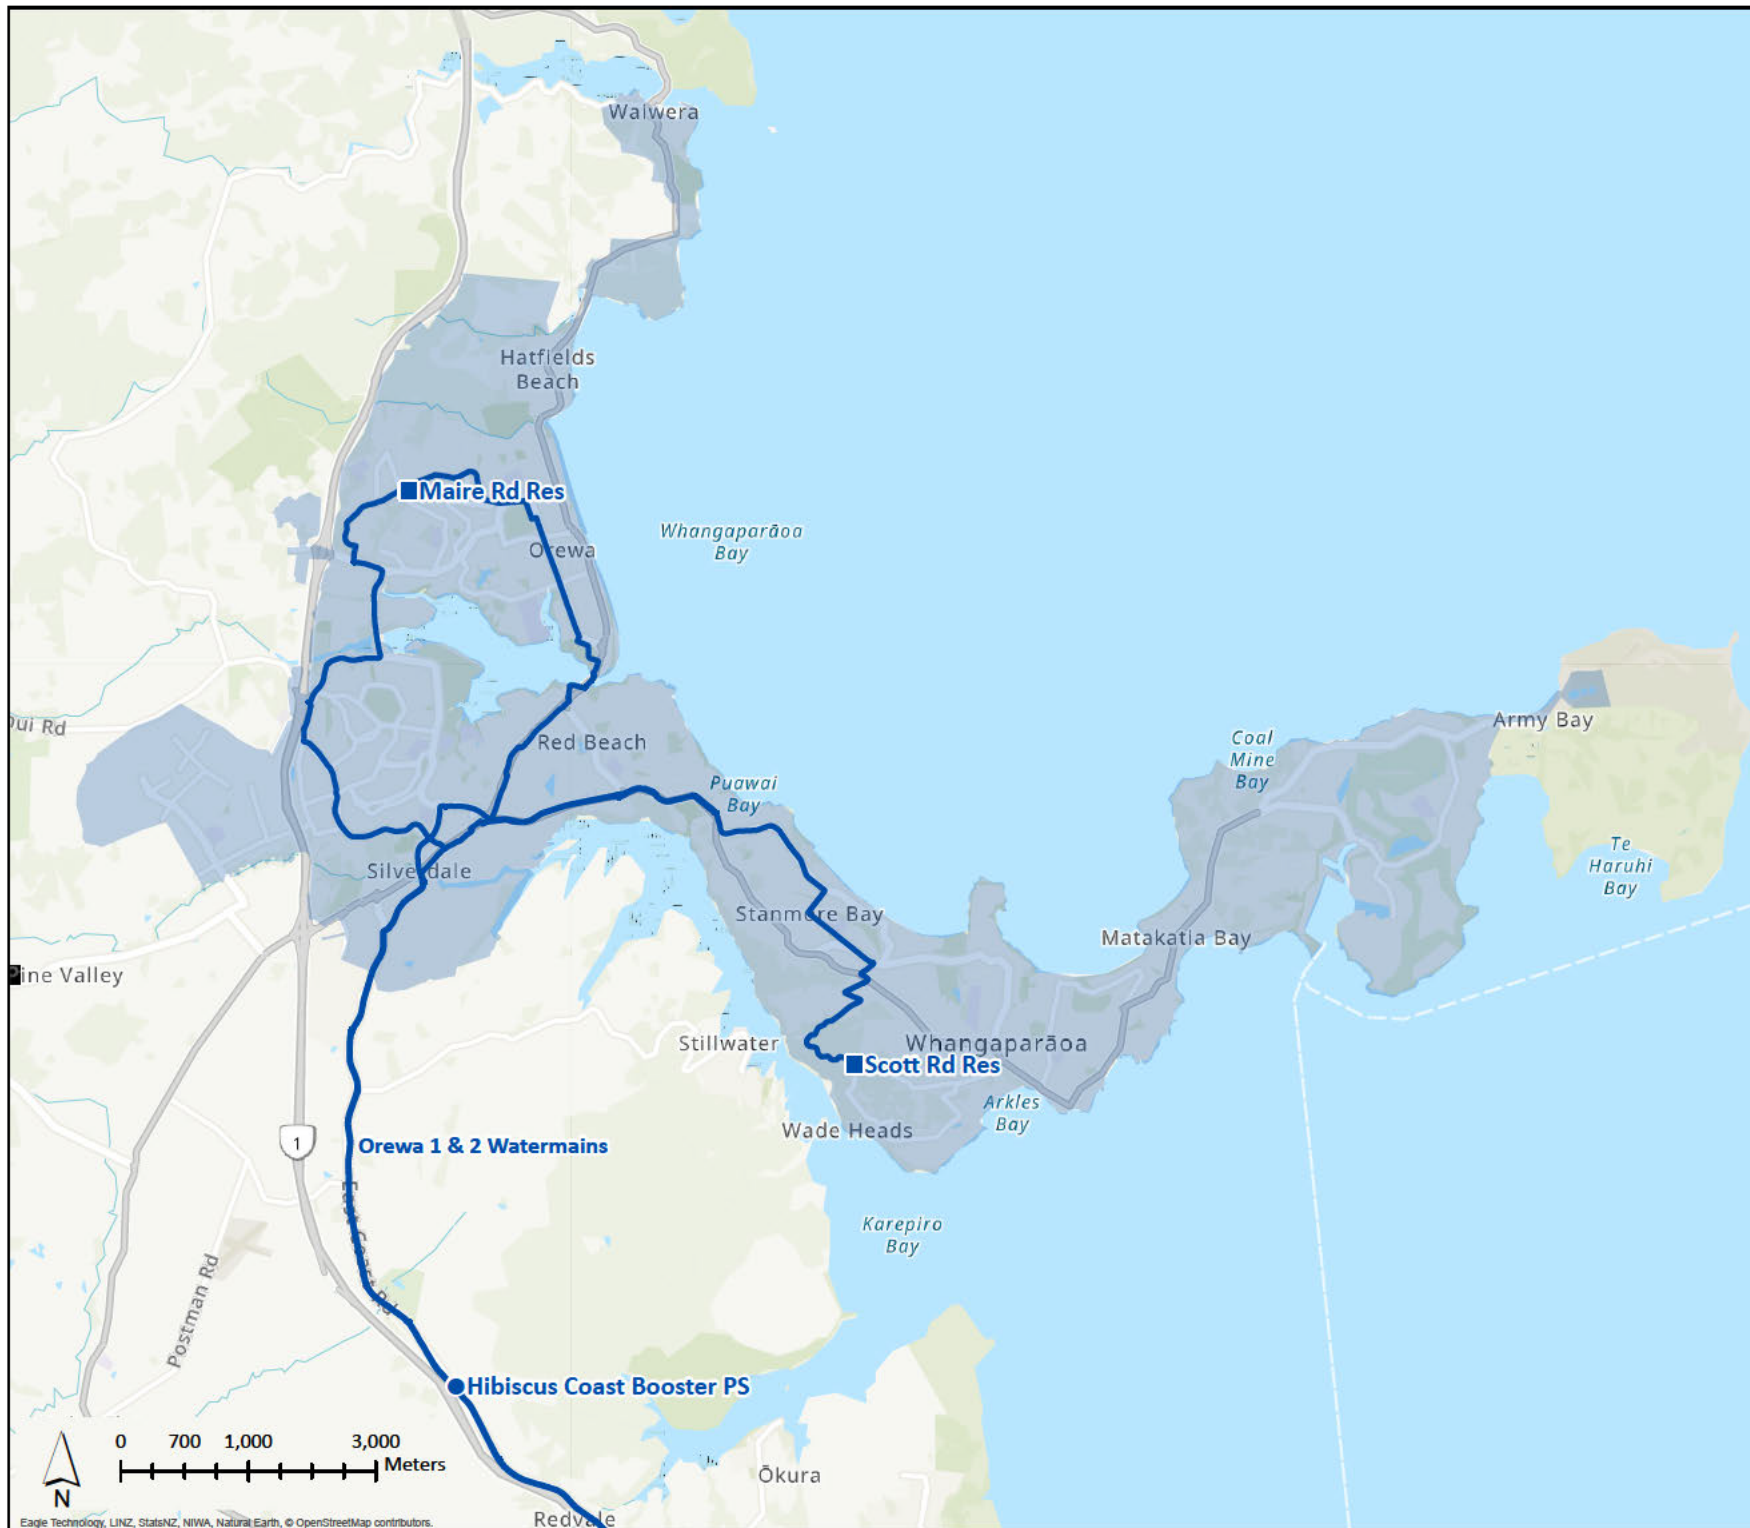 Waiwera
Hatfields
Beach
Maire Rd Res
Whangaparāoa
Bay
Orewa
Army Bay
Red Beach
Coal
Mine
Bay
Puawai
Bay
Te
Haruhi
Bay
Silverdale
Stanmore Bay
Matakatia Bay
Pine Valley
Stillwater
Whangaparāoa
Scott Rd Res
Arkles
Bay
Wade Heads
1
Orewa 1 & 2 Watermains
East Coast Rd
Karepiro
Bay
Postman Rd
Hibiscus Coast Booster PS
0 700 1,000 3,000
Meters
N
Ōkura
Redvale
Eagle Technology, LINZ, StatsNZ, NIWA, Natural Earth, © OpenStreetMap contributors.